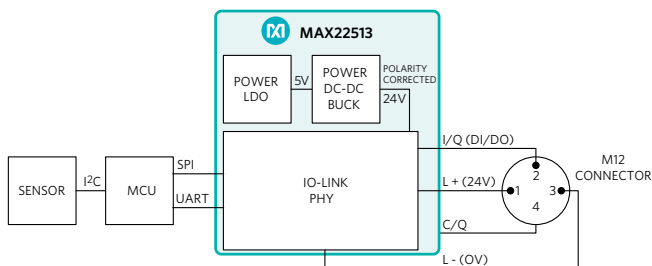 MAX22513
POWER
LDO
5V
POWER
DC-DC
BUCK
POLARITY
CORRECTED
24V
SENSOR
I²C
MCU
SPI
UART
IO-LINK
PHY
I/Q (DI/DO)
L + (24V)
C/Q
L - (OV)
2
1
3
4
M12
CONNECTOR